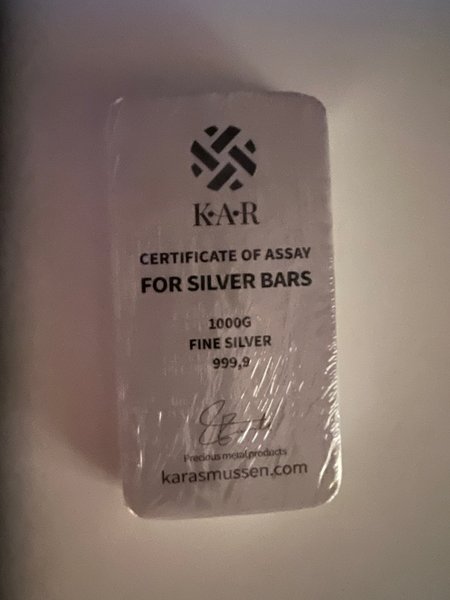 K·A·R
CERTIFICATE OF ASSAY
FOR SILVER BARS
1000G
FINE SILVER
999,9
Precious metal products
karasmussen.com